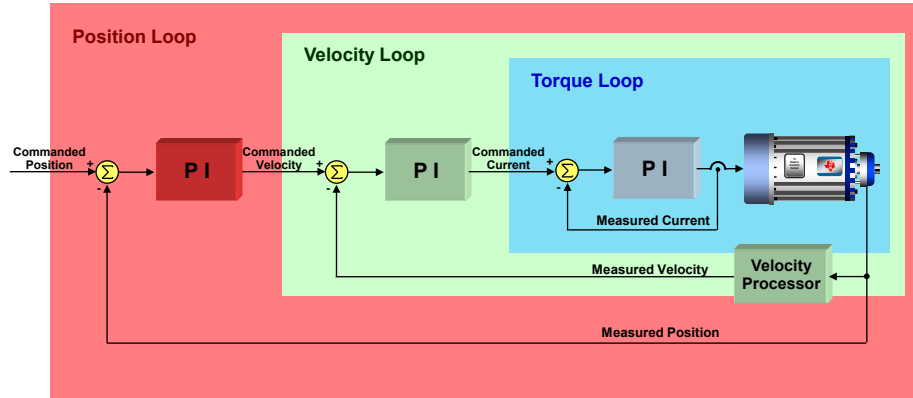 Position Loop
Velocity Loop
Torque Loop
Commanded
Position
+
Σ
-
P I
Commanded
Velocity
+
Σ
-
P I
Commanded
Current
+
Σ
-
P I
Measured Current
Measured Velocity
Velocity
Processor
Measured Position